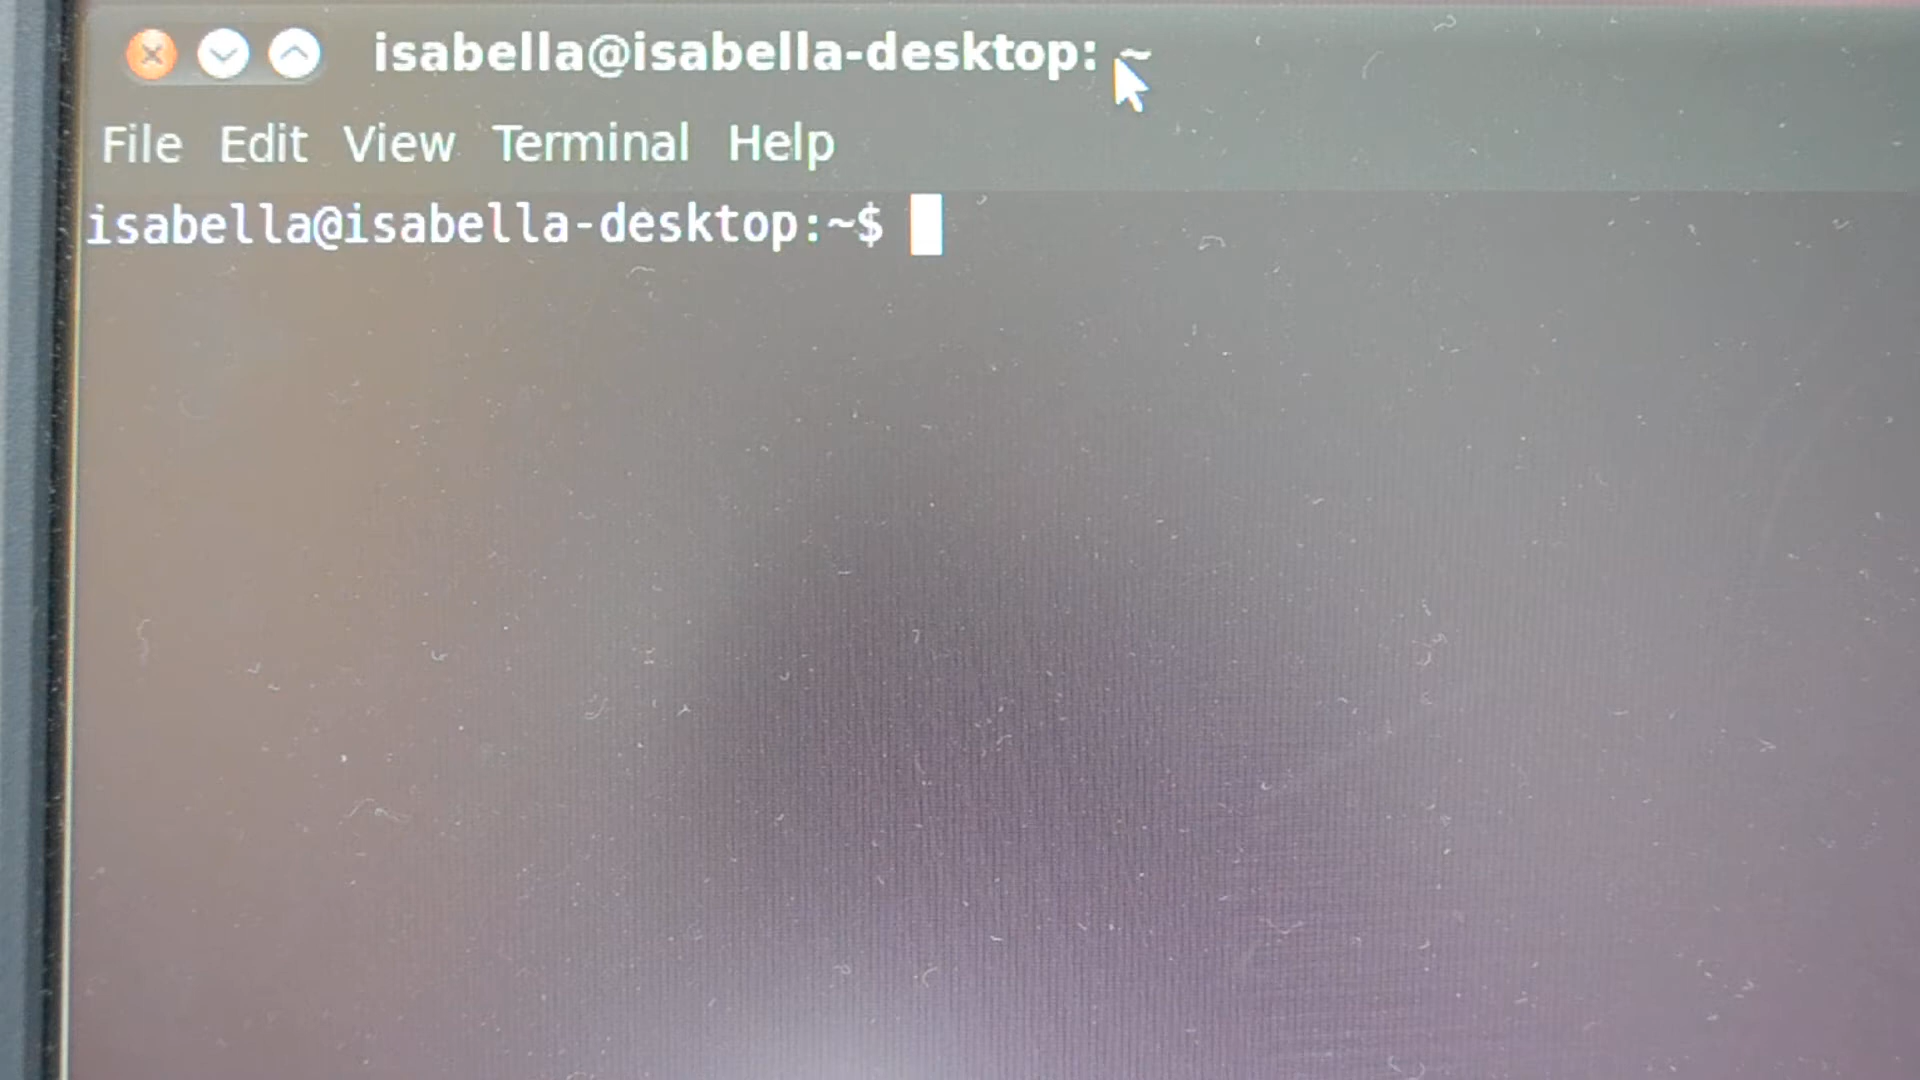 isabella@isabella-desktop: ~
File Edit View Terminal Help
isabella@isabella-desktop:~$